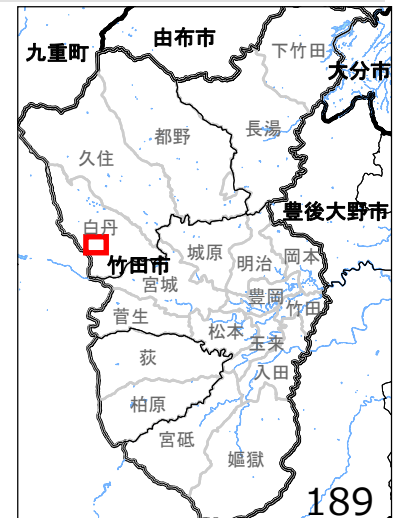 由布市
九重町
下竹田
大分市
都野
長湯
久住
豊後大野市
白丹
城原
岡本
明治
竹田市
宮城
豊岡
竹田
菅生
松本
玉来
荻
入田
柏原
宮砥
嫗獄
189